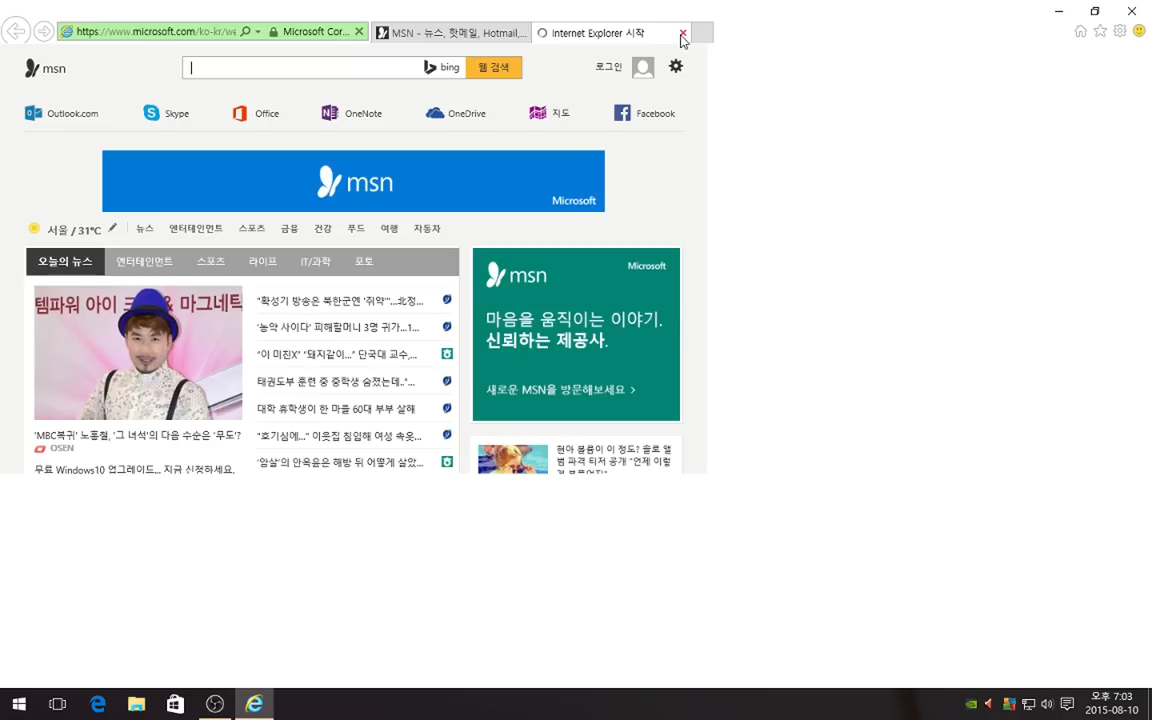 https://www.microsoft.com/ko-kr/we
Microsoft Cor...
MSN - 뉴스, 핫메일, Hotmail,...
Internet Explorer 시작
msn
bing
웹 검색
로그인
Outlook.com
Skype
Office
OneNote
OneDrive
지도
Facebook
msn
Microsoft
서울 / 31°C
뉴스
엔터테인먼트
스포츠
금융
건강
푸드
여행
자동차
오늘의 뉴스
엔터테인먼트
스포츠
라이프
IT/과학
포토
템파워 아이
& 마그네틱
"확성기 방송은 북한군엔 '쥐약'"...北정...
'농약 사이다' 피해할머니 3명 귀가...1...
"이 미친X" "돼지같이..." 단국대 교수,...
태권도부 훈련 중 중학생 숨졌는데.."...
대학 휴학생이 한 마을 60대 부부 살해
"호기심에..." 이웃집 침입해 여성 속옷...
'암살'의 안옥윤은 해방 뒤 어떻게 살았...
'MBC복귀' 노홍철, '그 녀석'의 다음 수순은 '무도'?
OSEN
무료 Windows10 업그레이드... 지금 신청하세요.
msn
Microsoft
마음을 움직이는 이야기.
신뢰하는 제공사.
새로운 MSN을 방문해보세요 >
현아 볼륨이 이 정도? 솔로 앨
범 파격 티저 공개 "언제 이렇
오후 7:03
2015-08-10